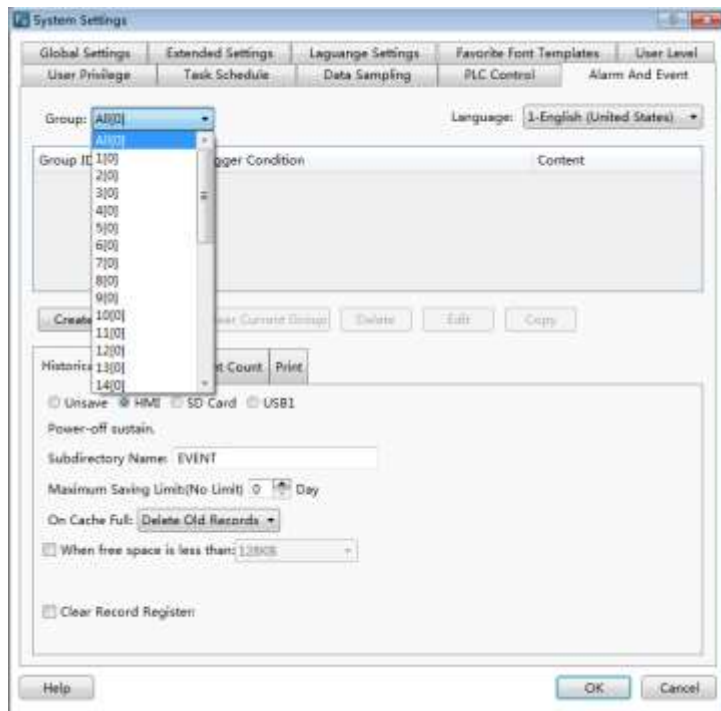 System Settings
Global Settings Extended Settings Laguange Settings Favorite Font Templates User Level
User Privilege Task Schedule Data Sampling PLC Control Alarm And Event
Group: All[0] Language: 1-English (United States)
All[0]
Group ID Condition Content
1[0]
2[0]
3[0]
4[0]
5[0]
6[0]
7[0]
8[0]
9[0]
Create 10[0] Current Group Delete Edit Copy
11[0]
12[0]
13[0] Count Print
14[0]
Unsave HMI SD Card USB1
Power-off sustain.
Subdirectory Name: EVENT
Maximum Saving Limit:(No Limit) 0 Day
On Cache Full: Delete Old Records
When free space is less than: 128KB
Clear Record Register:
Help OK Cancel